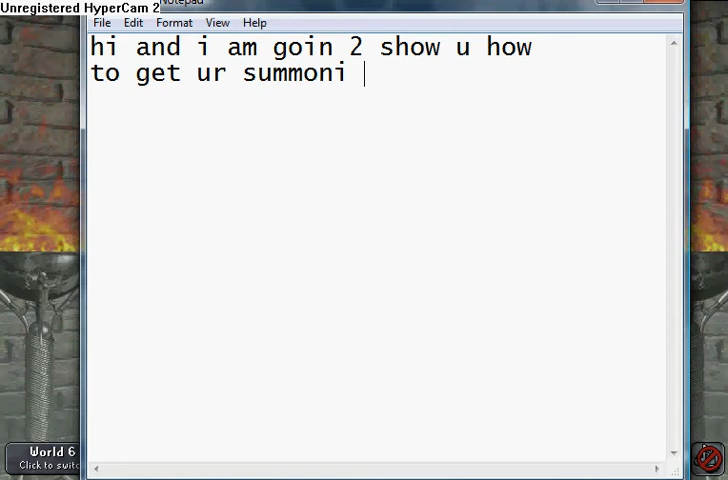 Unregistered HyperCam 2
Notepad
File Edit Format View Help
hi and i am goin 2 show u how
to get ur summoni
World 6